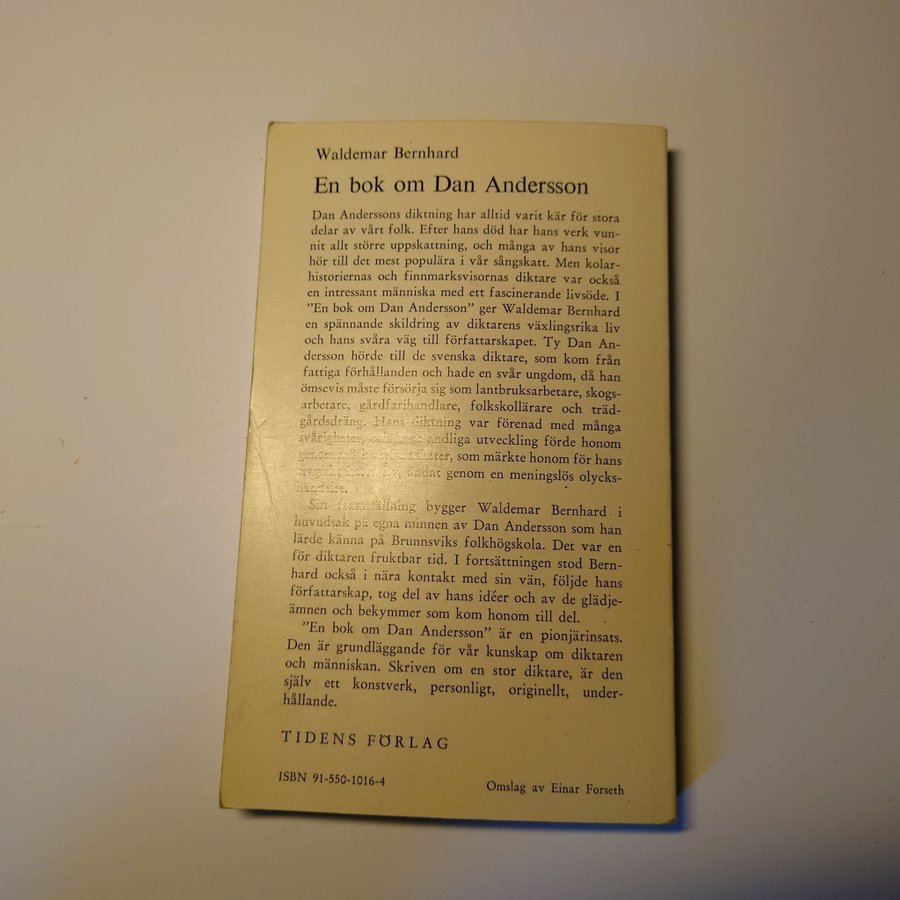 Waldemar Bernhard
En bok om Dan Andersson
Dan Anderssons diktning har alltid varit kär för stora
delar av vårt folk. Efter hans död har hans verk vun-
nit allt större uppskattning, och många av hans visor
hör till det mest populära i vår sångskatt. Men kolar-
historiernas och finnmarksvisornas diktare var också
en intressant människa med ett fascinerande livsöde. I
”En bok om Dan Andersson” ger Waldemar Bernhard
en spännande skildring av diktarens växlingsrika liv
och hans svåra väg till författarskapet. Ty Dan An-
dersson hörde till de svenska diktare, som kom från
fattiga förhållanden och hade en svår ungdom, då han
ömsevis måste försörja sig som lantbruksarbetare, skogs-
arbetare, gårdfarihandlare, folkskollärare och träd-
gårdsdräng. Hans diktning var förenad med många
svårigheter, och hans andliga utveckling förde honom
genom som märkte honom för hans
ändat genom en meningslös olycks-
händelse.
Sin framställning bygger Waldemar Bernhard i
huvudsak på egna minnen av Dan Andersson som han
lärde känna på Brunnsviks folkhögskola. Det var en
för diktaren fruktbar tid. I fortsättningen stod Bern-
hard också i nära kontakt med sin vän, följde hans
författarskap, tog del av hans idéer och av de glädje-
ämnen och bekymmer som kom honom till del.
”En bok om Dan Andersson” är en pionjärinsats.
Den är grundläggande för vår kunskap om diktaren
och människan. Skriven om en stor diktare, är den
själv ett konstverk, personligt, originellt, under-
hållande.
TIDENS FÖRLAG
ISBN 91-550-1016-4
Omslag av Einar Forseth